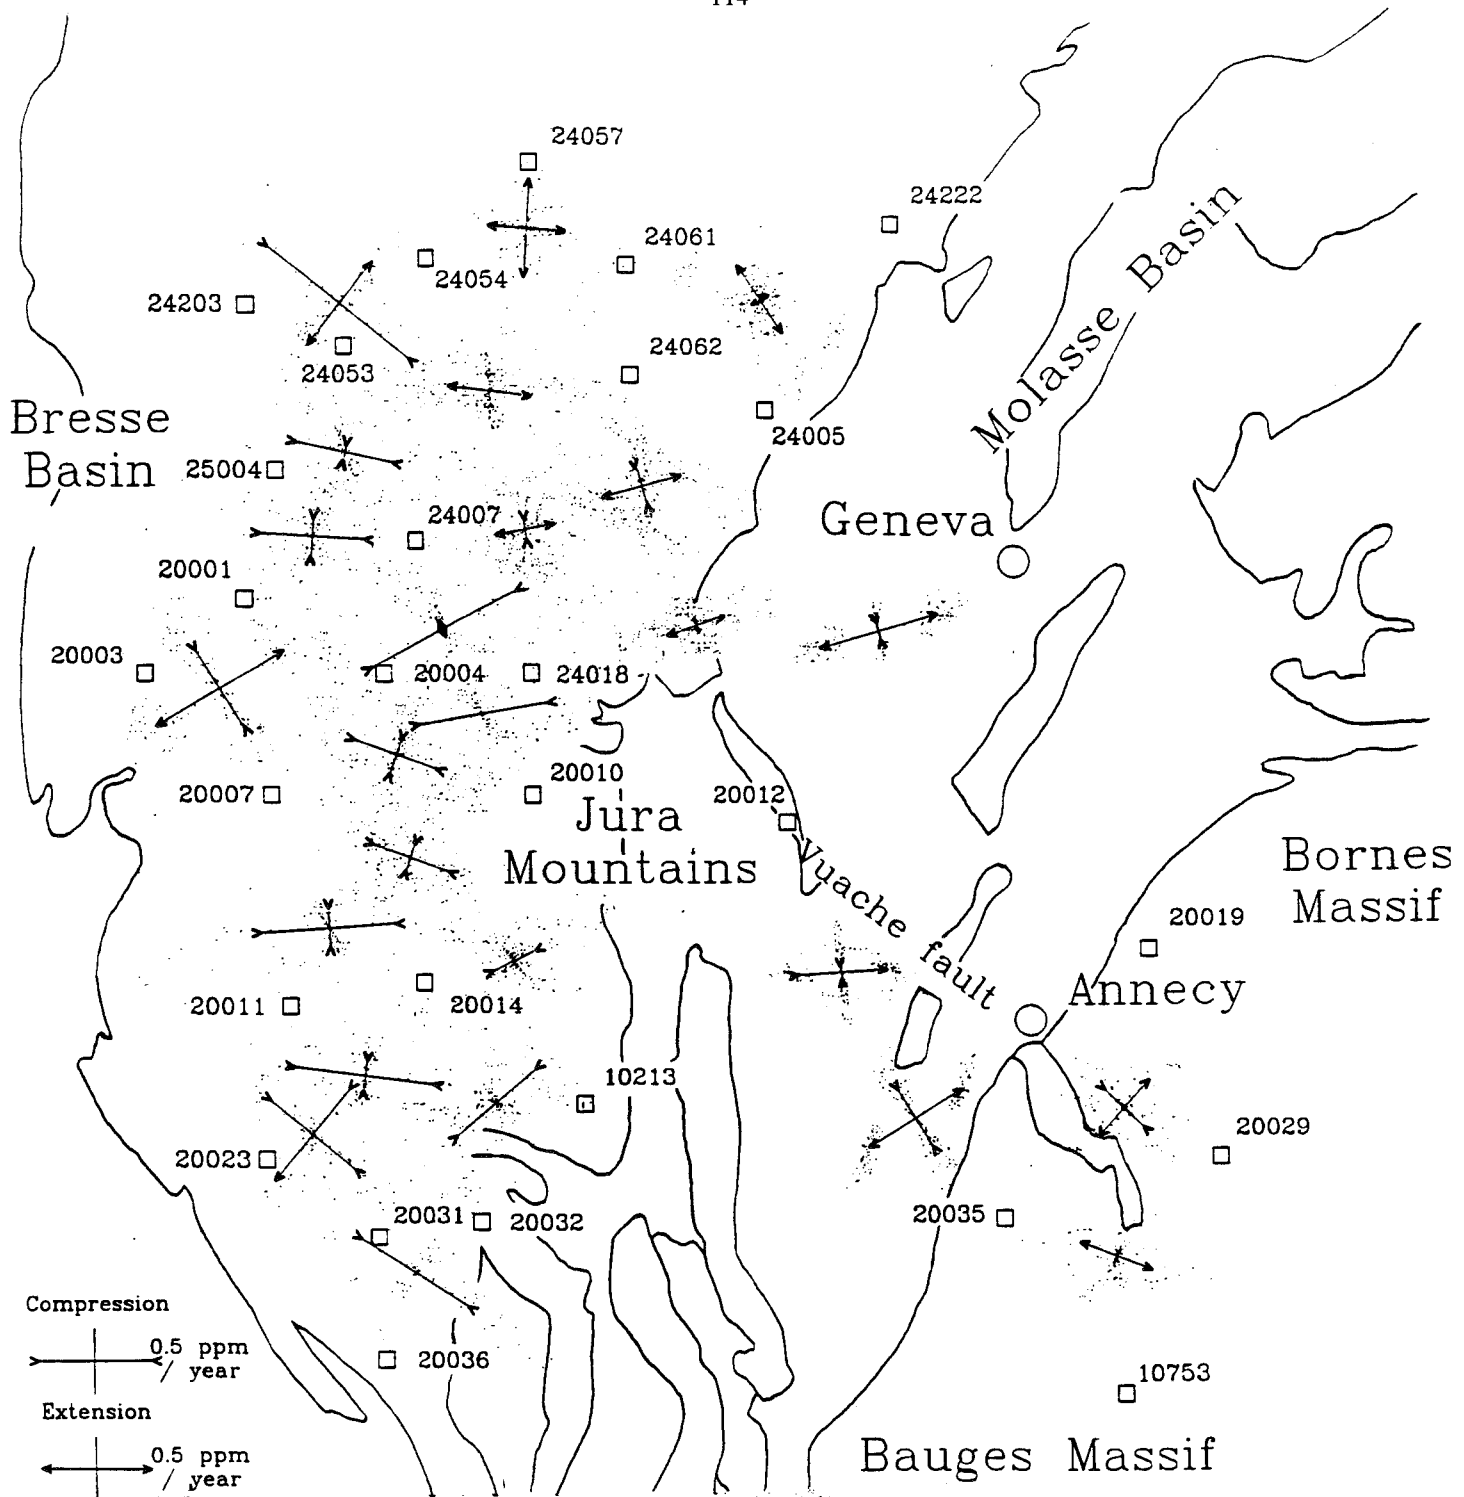 114
24057
24222
24061
24054
24203
24062
24053
24005
Molasse Basin
Bresse
Basin
25004
24007
Geneva
20001
20003
20004
24018
20010
20007
20012
Jura
Mountains
Vuache fault
Bornes
Massif
20019
Annecy
20011
20014
10213
20029
20023
20031
20032
20035
Compression
0.5 ppm
/ year
20036
10753
Extension
0.5 ppm
/ year
Bauges Massif